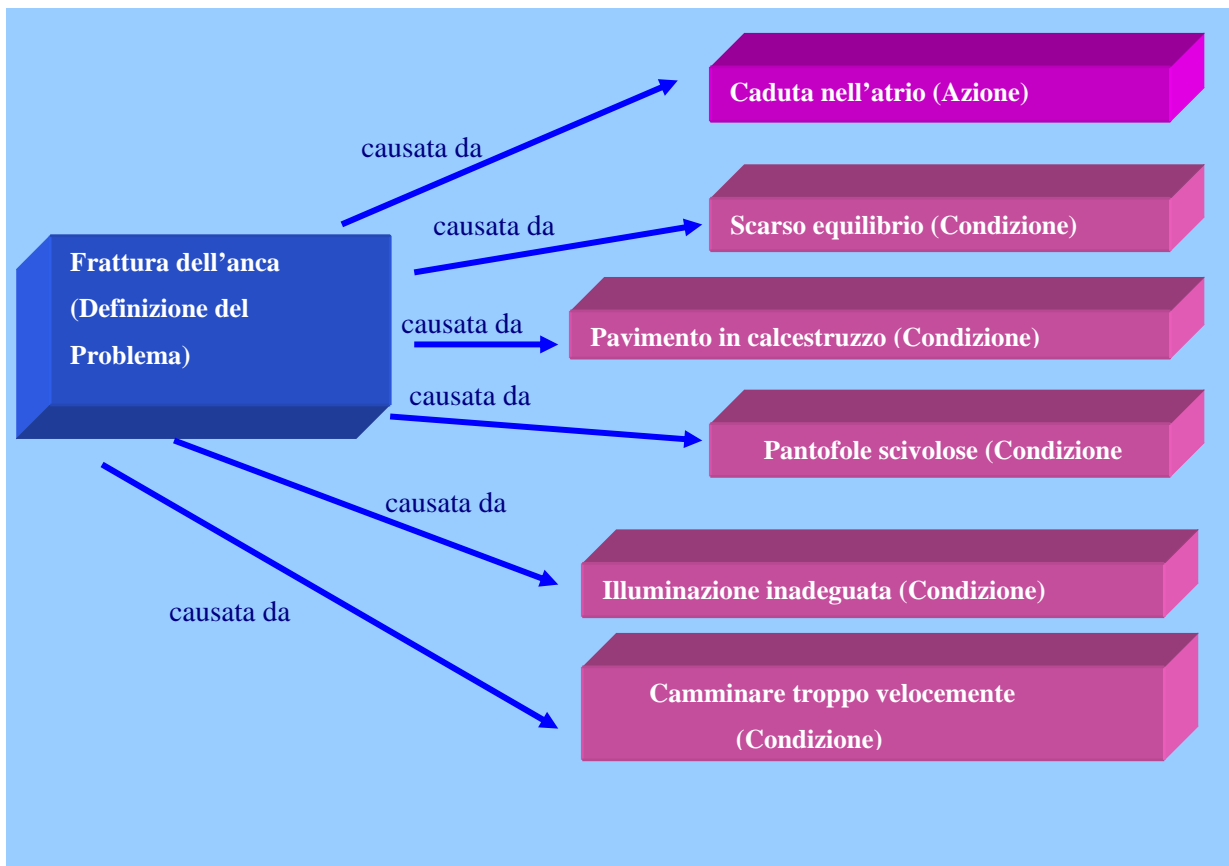 Caduta nell’atrio (Azione)
causata da
Scarso equilibrio (Condizione)
causata da
Frattura dell’anca
(Definizione del
Problema)
causata da
Pavimento in calcestruzzo (Condizione)
causata da
Pantofole scivolose (Condizione
causata da
Illuminazione inadeguata (Condizione)
causata da
Camminare troppo velocemente
(Condizione)